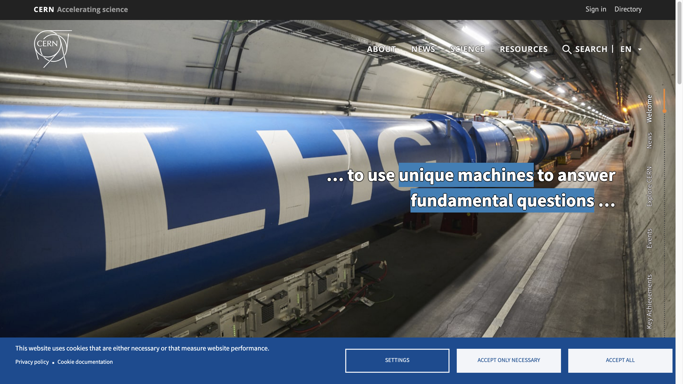 CERN Accelerating science
Sign in Directory
CERN
ABOUT NEWS SCIENCE RESOURCES SEARCH | EN
LHC
... to use unique machines to answer
fundamental questions ...
Welcome
News
Explore CERN
Events
Key Achievements
This website uses cookies that are either necessary or that measure website performance.
Privacy policy • Cookie documentation
SETTINGS
ACCEPT ONLY NECESSARY
ACCEPT ALL